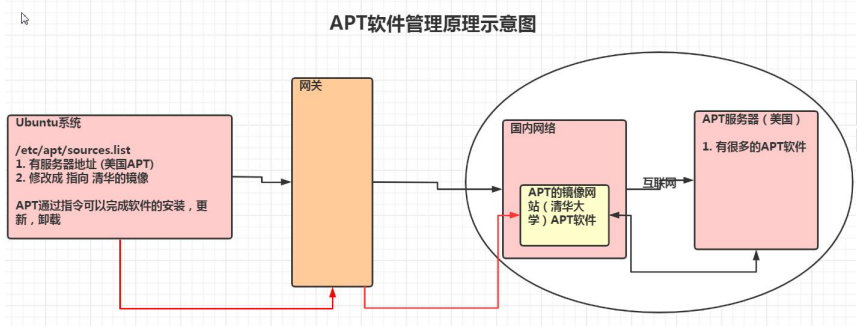 APT软件管理原理示意图
网关
Ubuntu系统
/etc/apt/sources.list
1. 有服务器地址 (美国APT)
2. 修改成 指向 清华的镜像
APT通过指令可以完成软件的安装，更
新，卸载
国内网络
APT的镜像网
站（清华大
学）APT软件
互联网
APT服务器（美国）
1. 有很多的APT软件